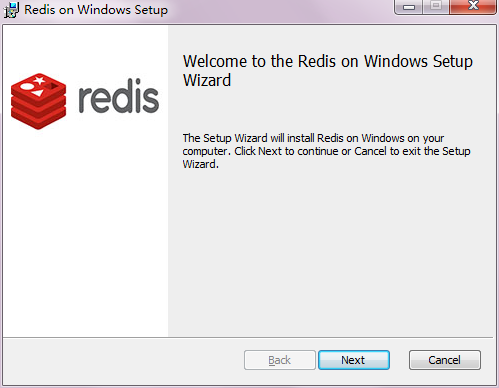 Redis on Windows Setup
redis
Welcome to the Redis on Windows Setup
Wizard
The Setup Wizard will install Redis on Windows on your
computer. Click Next to continue or Cancel to exit the Setup
Wizard.
Back Next Cancel